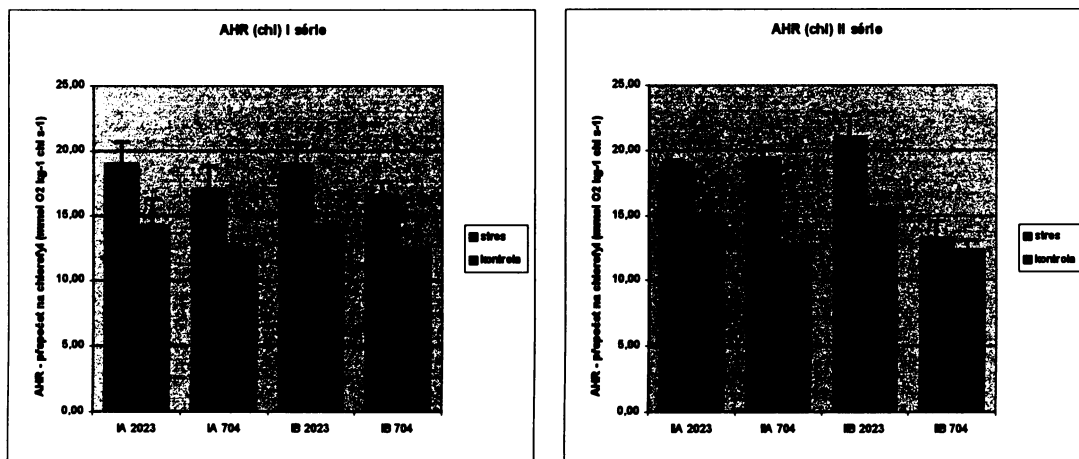 AHR (chl) I série
AHR - přepočet na chlorofyl (mmol O2 kg-1 chl s-1)
25,00
20,00
15,00
10,00
5,00
0,00
IA 2023
IA 704
IB 2023
IB 704
stres
kontrola
AHR (chl) II série
AHR - přepočet na chlorofyl (mmol O2 kg-1 chl s-1)
25,00
20,00
15,00
10,00
5,00
0,00
IIA 2023
IIA 704
IIB 2023
IIB 704
stres
kontrola